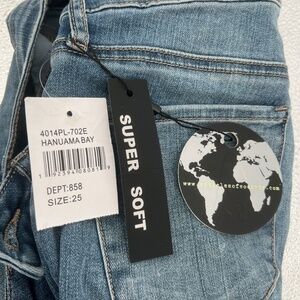 4014PL-702E
HANUAMA BAY
DEPT:858
SIZE:25
SUPER SOFT